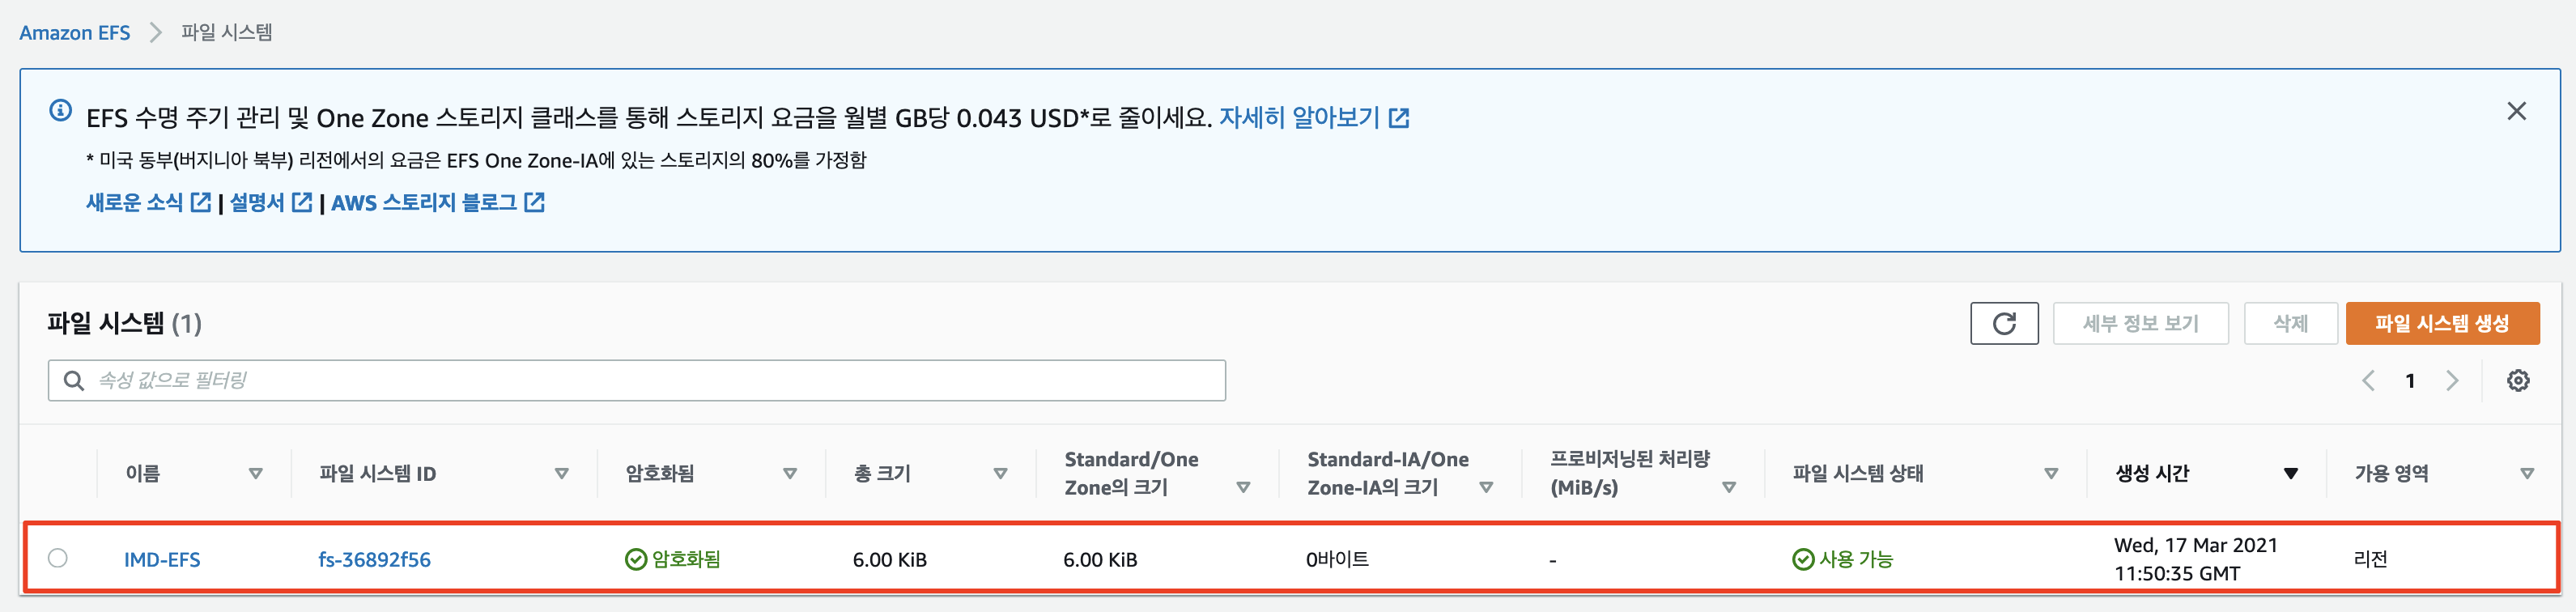 Amazon EFS > 파일 시스템
EFS 수명 주기 관리 및 One Zone 스토리지 클래스를 통해 스토리지 요금을 월별 GB당 0.043 USD*로 줄이세요. 자세히 알아보기
* 미국 동부(버지니아 북부) 리전에서의 요금은 EFS One Zone-IA에 있는 스토리지의 80%를 가정함
새로운 소식 | 설명서 | AWS 스토리지 블로그
파일 시스템 (1)
세부 정보 보기
삭제
파일 시스템 생성
속성 값으로 필터링
1
이름
파일 시스템 ID
암호화됨
총 크기
Standard/One
Zone의 크기
Standard-IA/One
Zone-IA의 크기
프로비저닝된 처리량
(MiB/s)
파일 시스템 상태
생성 시간
가용 영역
IMD-EFS
fs-36892f56
암호화됨
6.00 KiB
6.00 KiB
0바이트
-
사용 가능
Wed, 17 Mar 2021
11:50:35 GMT
리전